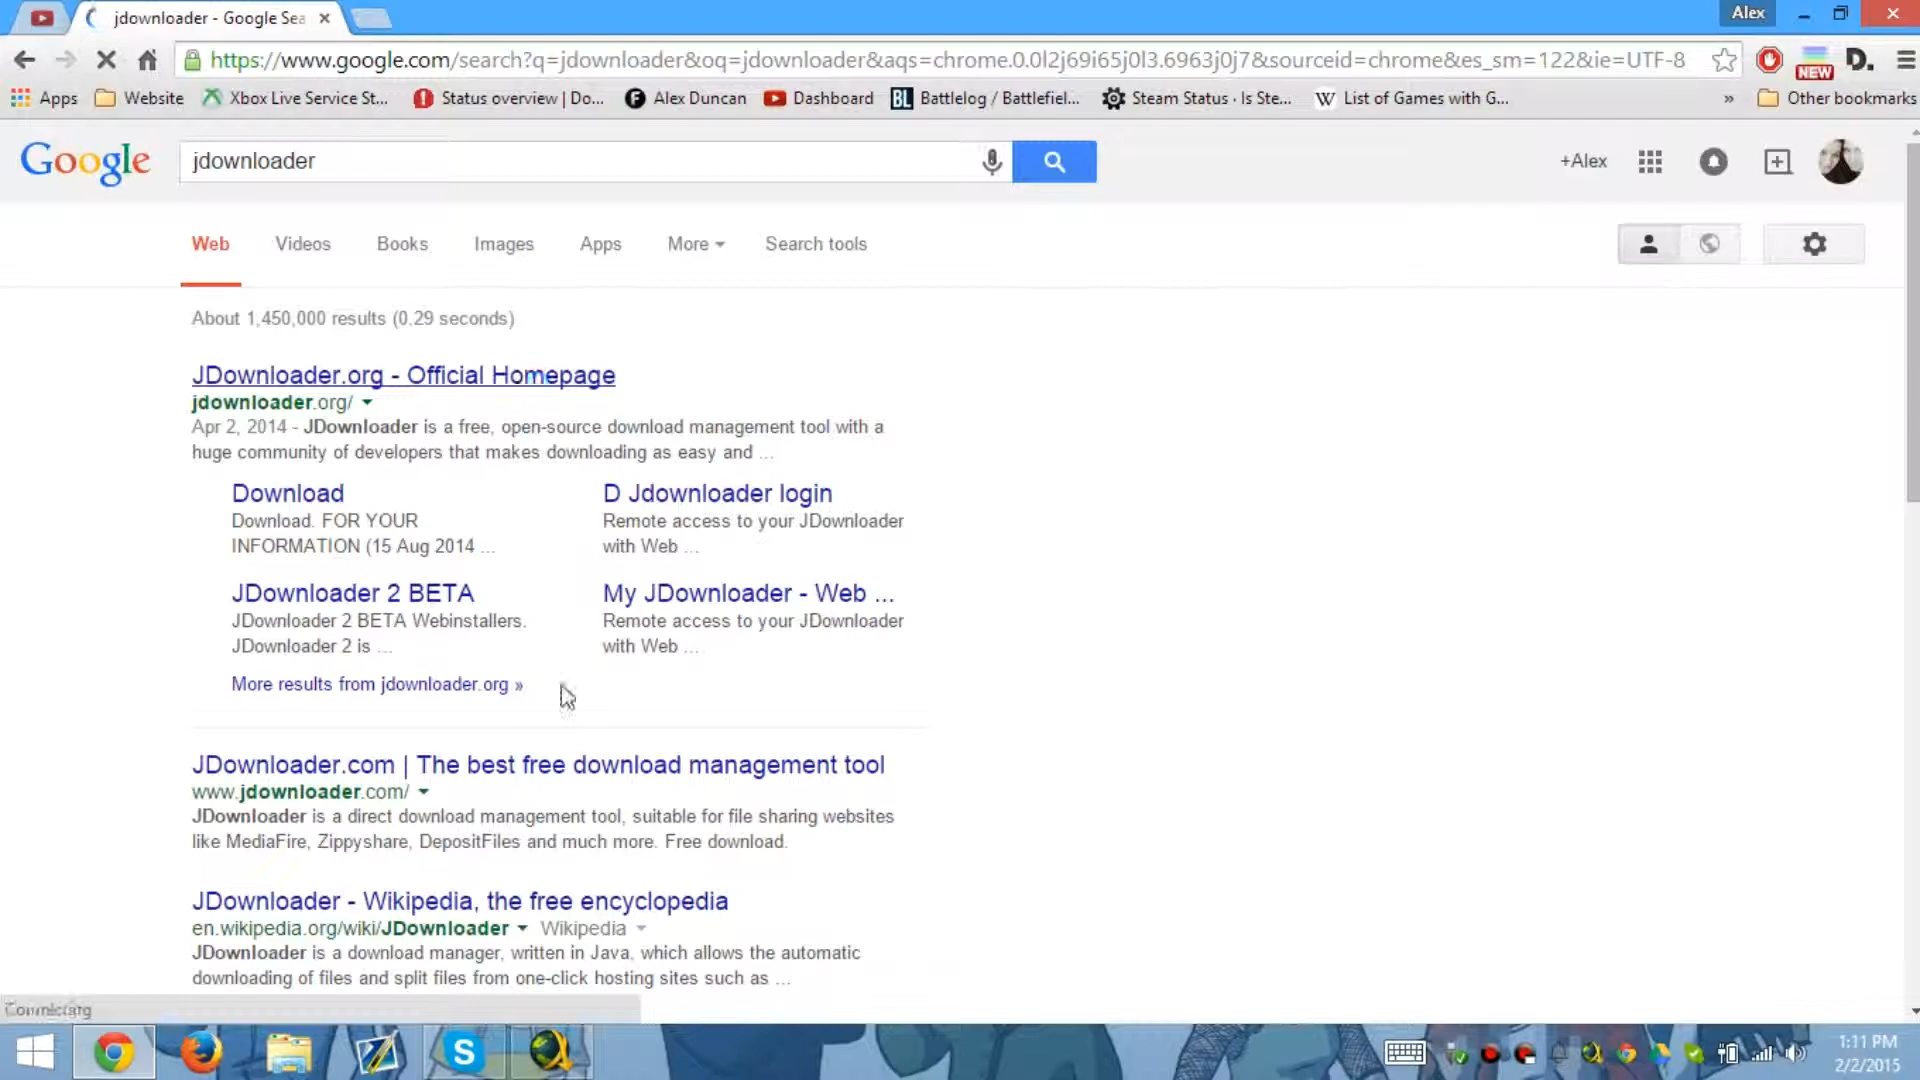 jdownloader - Google Sea
Alex
https://www.google.com/search?q=jdownloader&oq=jdownloader&aqs=chrome.0.0l2j69i65j0l3.6963j0j7&sourceid=chrome&es_sm=122&ie=UTF-8
NEW
D.
Apps
Website
Xbox Live Service St...
Status overview | Do...
Alex Duncan
Dashboard
BL
Battlelog / Battlefiel...
Steam Status · Is Ste...
W
List of Games with G...
»
Other bookmarks
Google
jdownloader
+Alex
Web
Videos
Books
Images
Apps
More
Search tools
About 1,450,000 results (0.29 seconds)
JDownloader.org - Official Homepage
jdownloader.org/
Apr 2, 2014 - JDownloader is a free, open-source download management tool with a
huge community of developers that makes downloading as easy and ...
Download
Download. FOR YOUR
INFORMATION (15 Aug 2014 ...
D Jdownloader login
Remote access to your JDownloader
with Web ...
JDownloader 2 BETA
JDownloader 2 BETA Webinstallers.
JDownloader 2 is ...
My JDownloader - Web ...
Remote access to your JDownloader
with Web ...
More results from jdownloader.org »
JDownloader.com | The best free download management tool
www.jdownloader.com/
JDownloader is a direct download management tool, suitable for file sharing websites
like MediaFire, Zippyshare, DepositFiles and much more. Free download.
JDownloader - Wikipedia, the free encyclopedia
en.wikipedia.org/wiki/JDownloader
Wikipedia
JDownloader is a download manager, written in Java, which allows the automatic
downloading of files and split files from one-click hosting sites such as ...
S
1:11 PM
2/2/2015